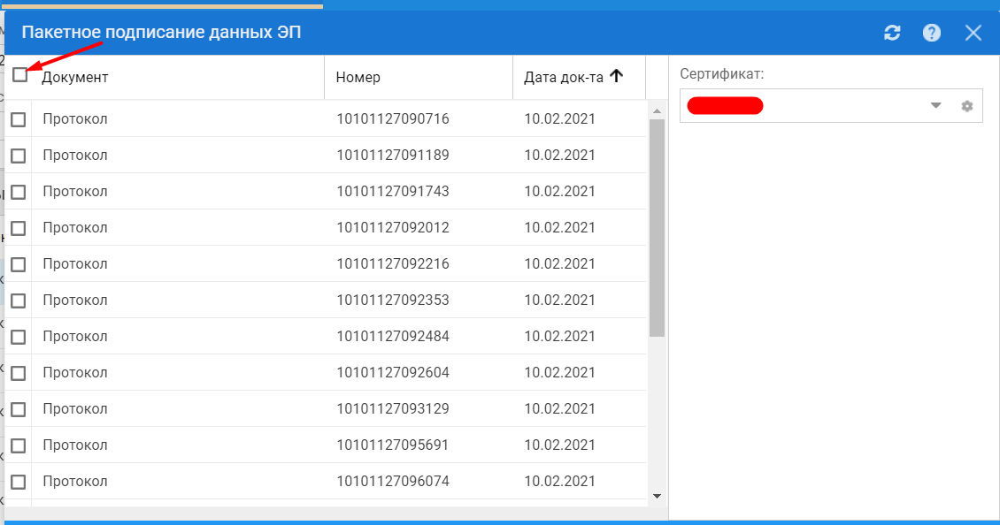 Пакетное подписание данных ЭП
Документ Номер Дата док-та
Сертификат:
Протокол 10101127090716 10.02.2021
Протокол 10101127091189 10.02.2021
Протокол 10101127091743 10.02.2021
Протокол 10101127092012 10.02.2021
Протокол 10101127092216 10.02.2021
Протокол 10101127092353 10.02.2021
Протокол 10101127092484 10.02.2021
Протокол 10101127092604 10.02.2021
Протокол 10101127093129 10.02.2021
Протокол 10101127095691 10.02.2021
Протокол 10101127096074 10.02.2021